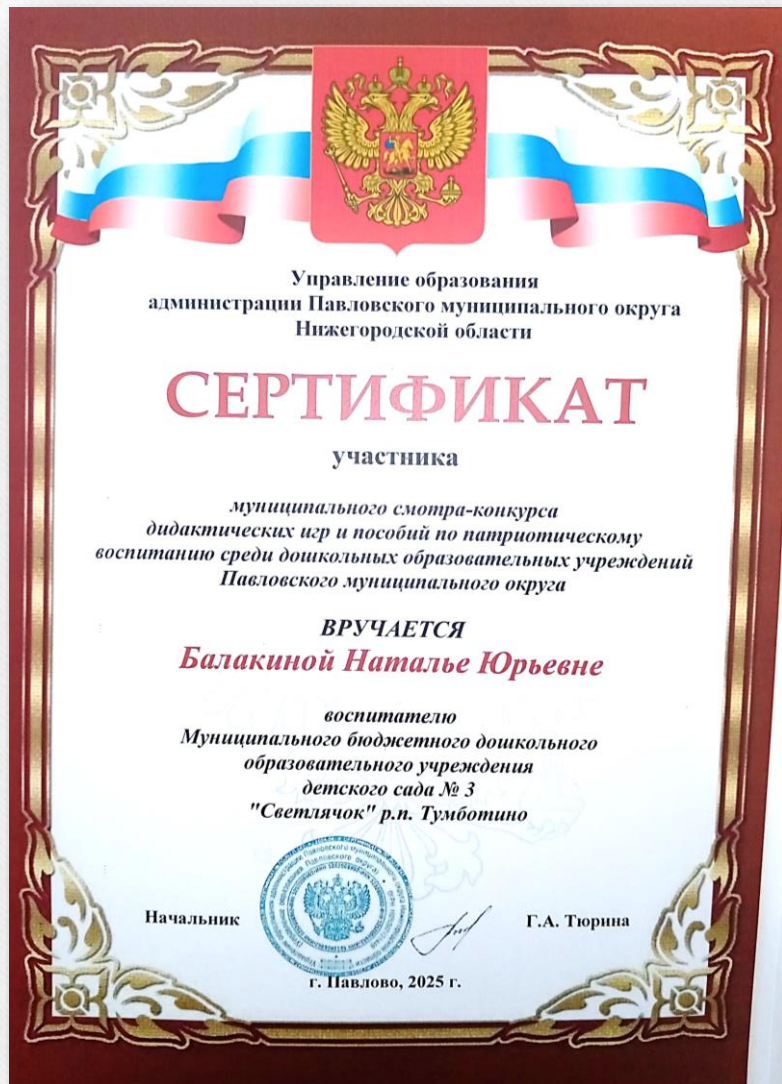 Управление образования
администрации Павловского муниципального округа
Нижегородской области
СЕРТИФИКАТ
участника
муниципального смотра-конкурса
дидактических игр и пособий по патриотическому
воспитанию среди дошкольных образовательных учреждений
Павловского муниципального округа
ВРУЧАЕТСЯ
Балакиной Наталье Юрьевне
воспитателю
Муниципального бюджетного дошкольного
образовательного учреждения
детского сада № 3
"Светлячок" р.п. Тумботино
Начальник Г.А. Тюрина
г. Павлово, 2025 г.